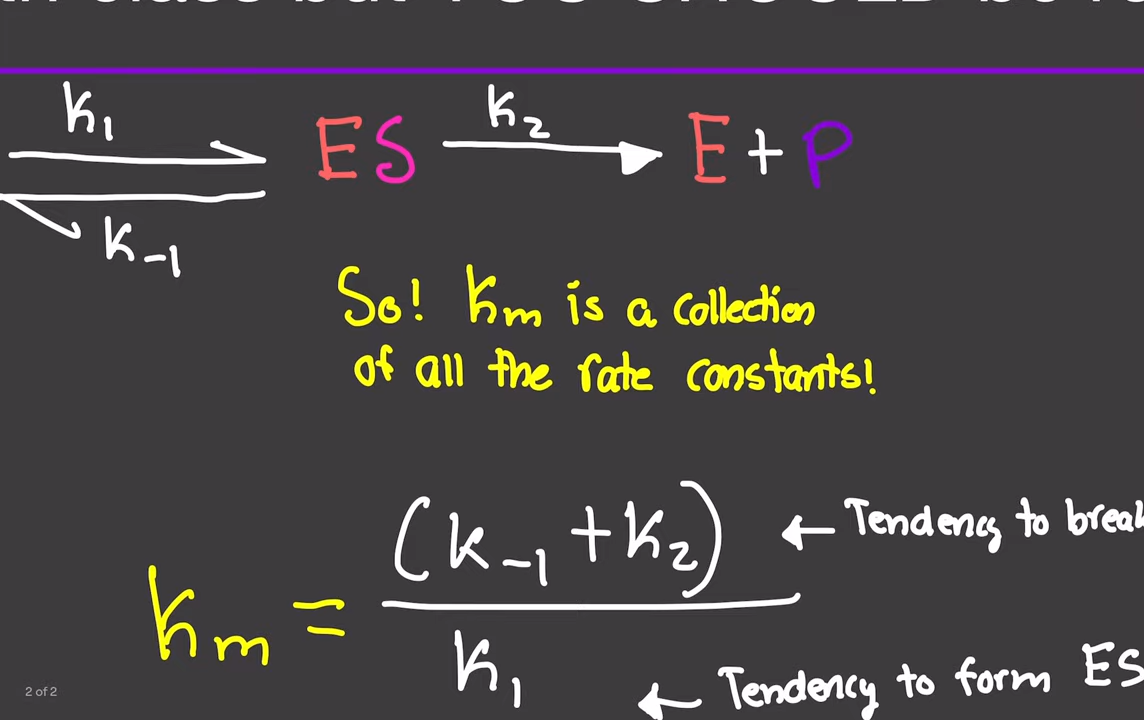 k₁ ES k₂ E + P
k₋₁
So! Km is a collection
of all the rate constants!
(k₋₁ + k₂) ← Tendency to break
Km =
k₁ ← Tendency to form ES
2 of 2